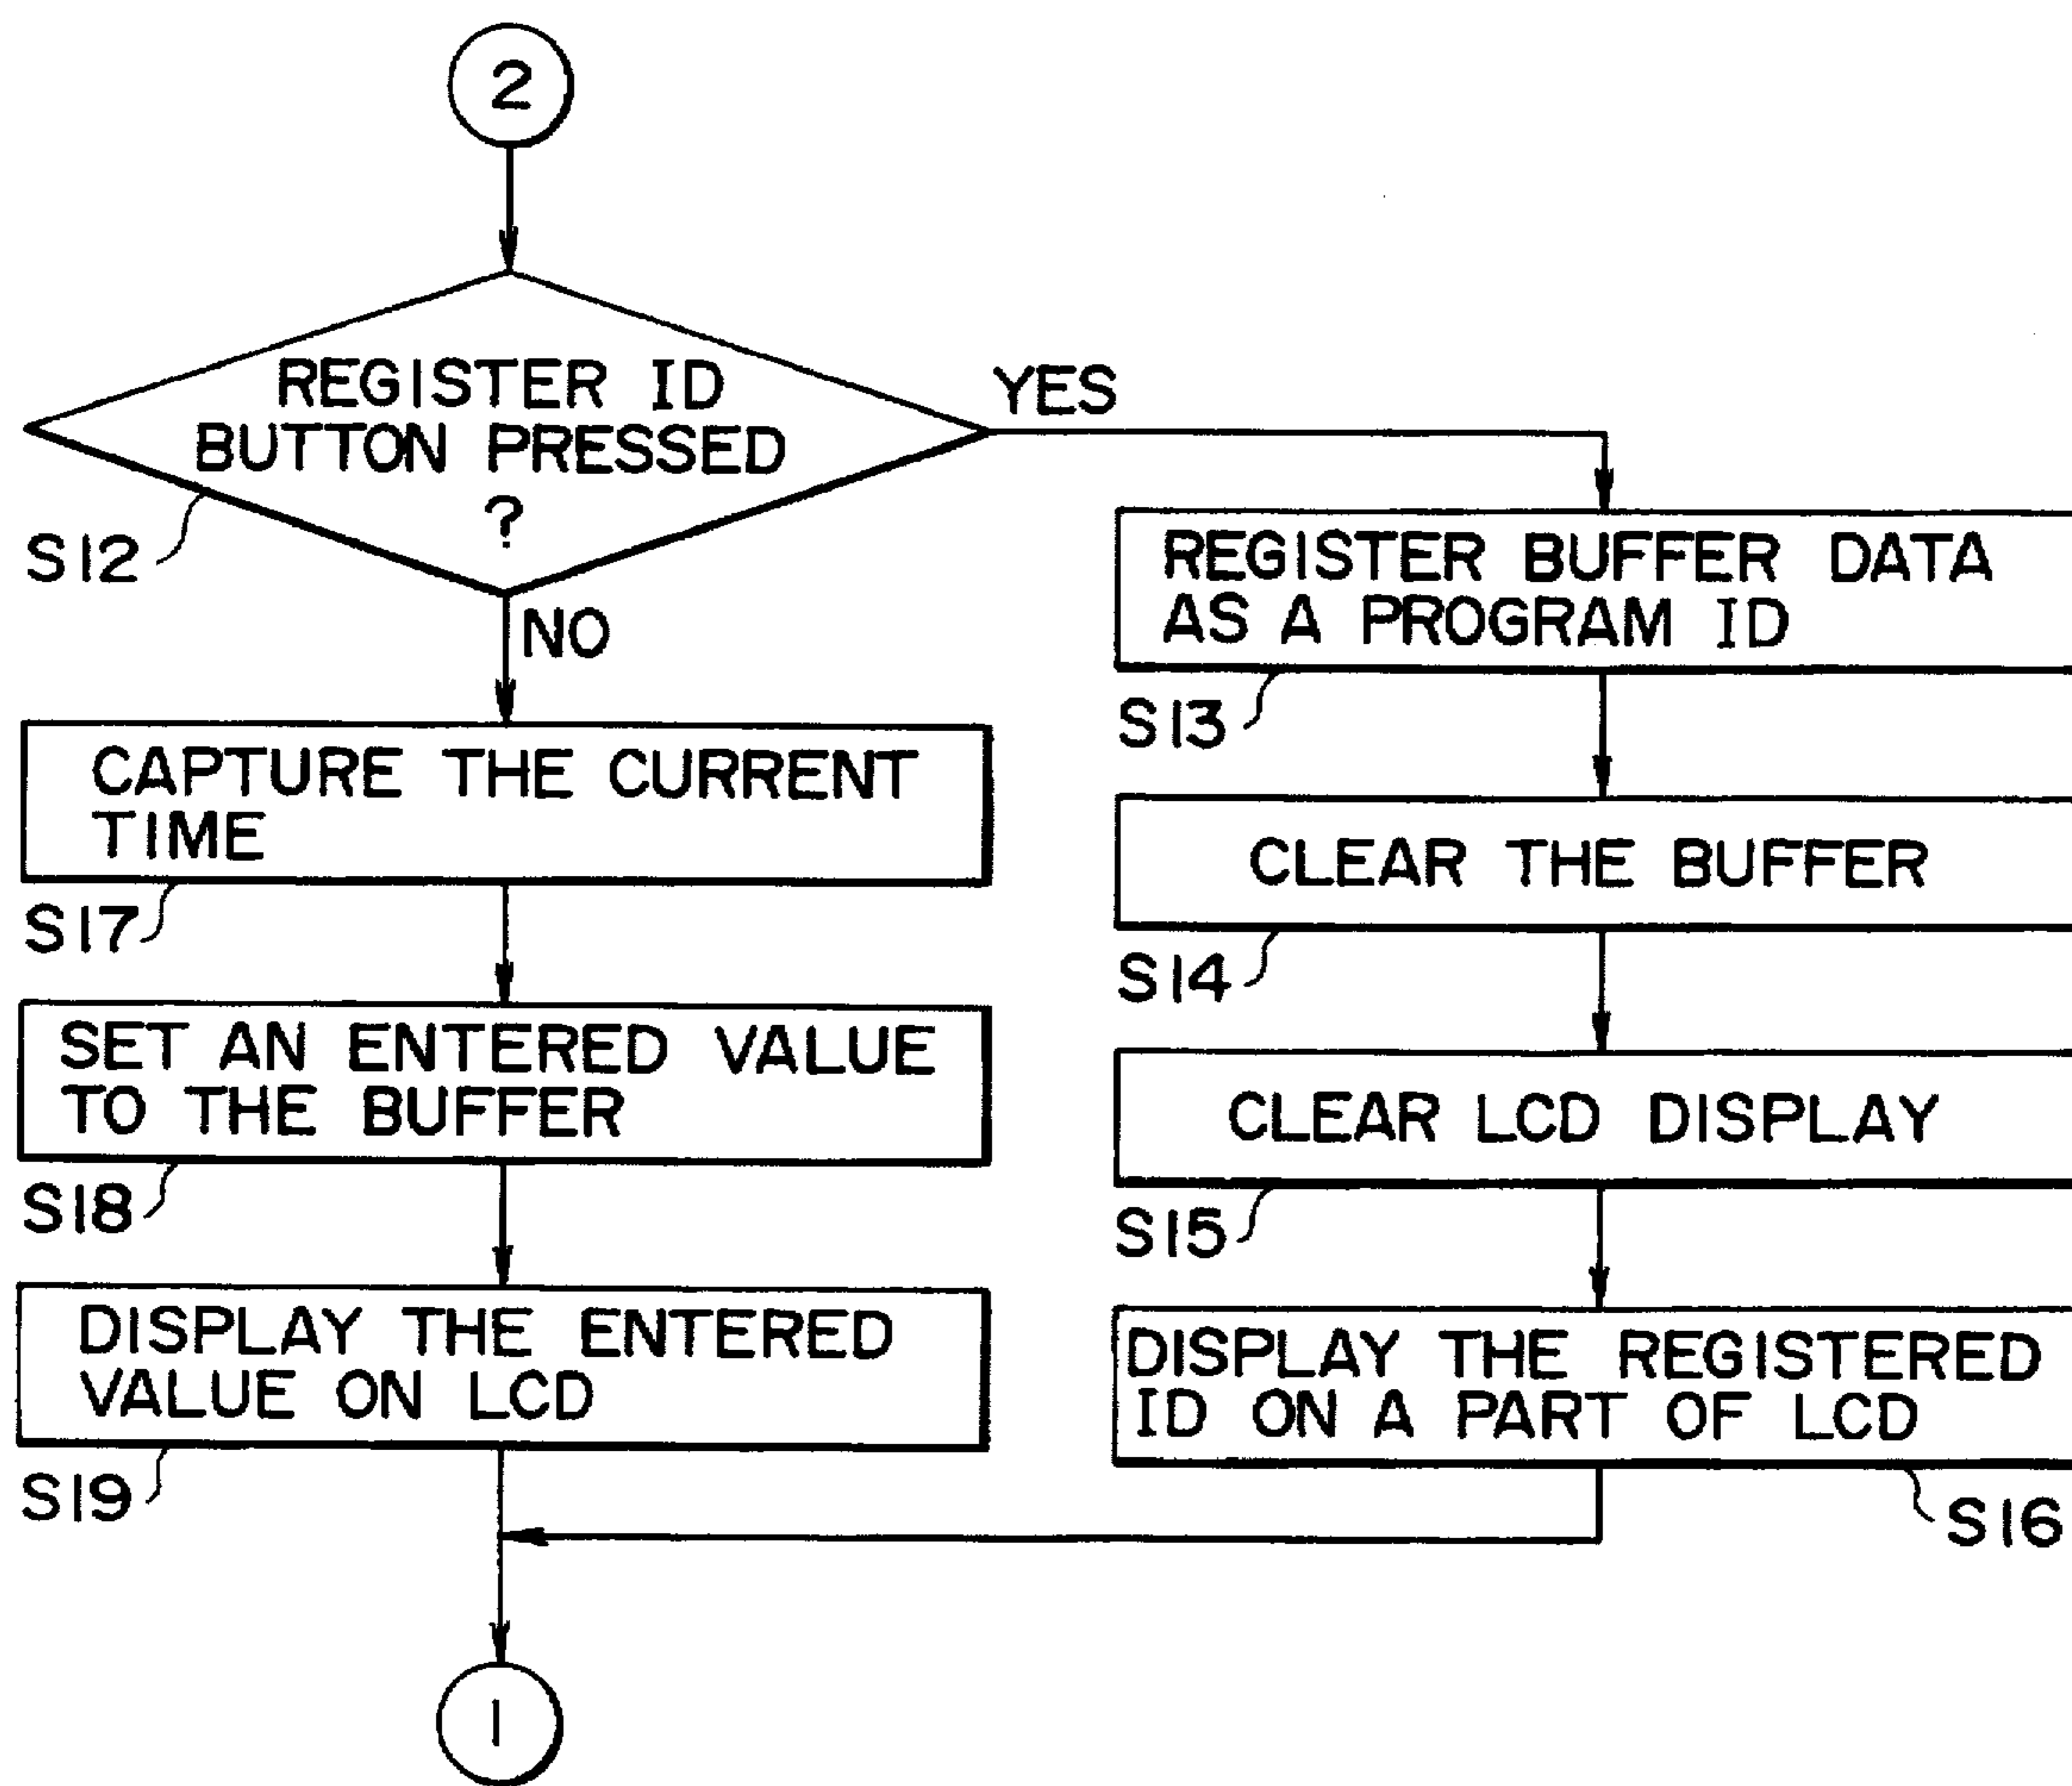 2
REGISTER ID
BUTTON PRESSED
?
S12
YES
NO
REGISTER BUFFER DATA
AS A PROGRAM ID
S13
CLEAR THE BUFFER
S14
CLEAR LCD DISPLAY
S15
DISPLAY THE REGISTERED
ID ON A PART OF LCD
S16
CAPTURE THE CURRENT
TIME
S17
SET AN ENTERED VALUE
TO THE BUFFER
S18
DISPLAY THE ENTERED
VALUE ON LCD
S19
1